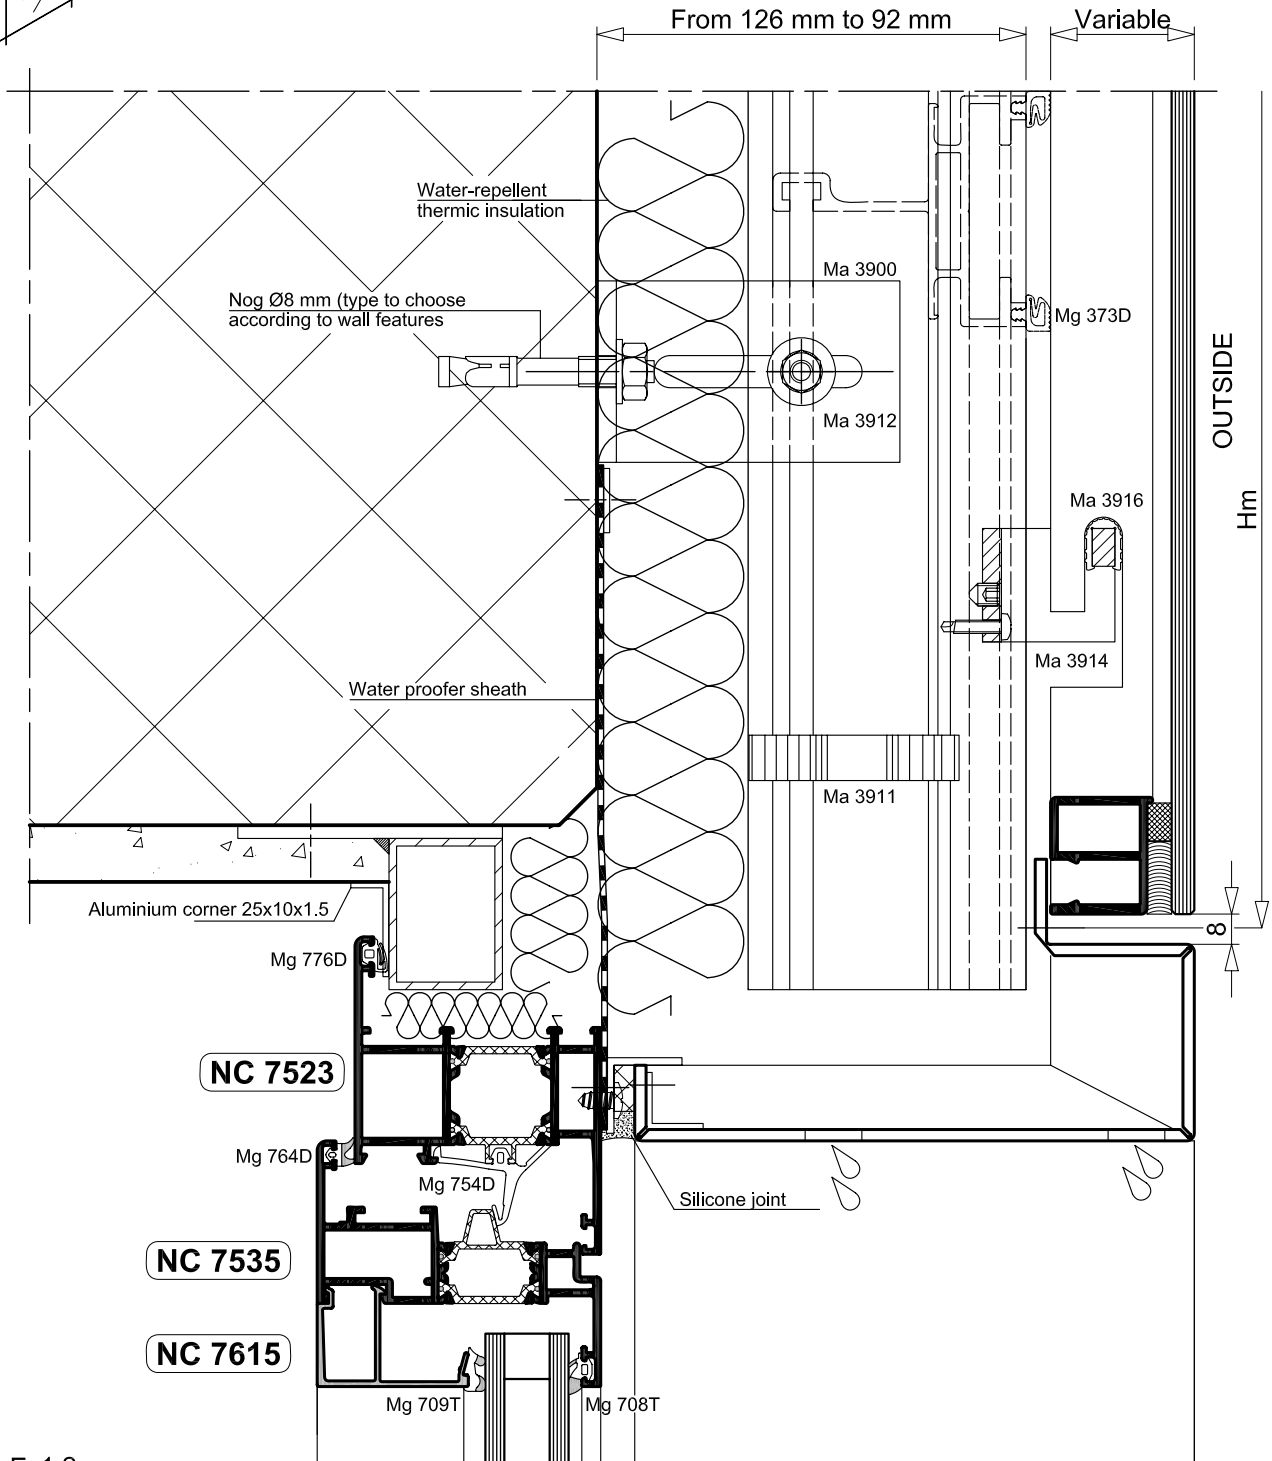 From 126 mm to 92 mm
Variable
Water-repellent
thermic insulation
Ma 3900
Nog Ø8 mm (type to choose
according to wall features
Mg 373D
OUTSIDE
Ma 3912
Ma 3916
Hm
Ma 3914
Water proofer sheath
Ma 3911
Aluminium corner 25x10x1.5
8
Mg 776D
NC 7523
Mg 764D
Mg 754D
Silicone joint
NC 7535
NC 7615
Mg 709T
Mg 708T